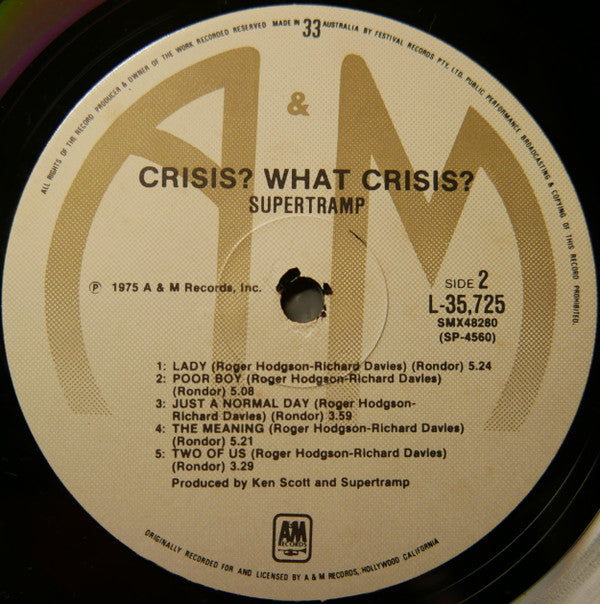 ALL RIGHTS OF THE RECORD PRODUCER & OWNER OF THE WORK RECORDED RESERVED MADE IN 33 AUSTRALIA BY FESTIVAL RECORDS PTY. LTD. PUBLIC PERFORMANCE BROADCASTING & COPYING OF THIS RECORD PROHIBITED.
A & M
CRISIS? WHAT CRISIS?
SUPERTRAMP
℗ 1975 A & M Records, Inc.
SIDE 2
L-35,725
SMX48260
(SP-4560)
1: LADY (Roger Hodgson-Richard Davies) (Rondor) 5.24
2: POOR BOY (Roger Hodgson-Richard Davies)
(Rondor) 5.08
3: JUST A NORMAL DAY (Roger Hodgson-
Richard Davies) (Rondor) 3.59
4: THE MEANING (Roger Hodgson-Richard Davies)
(Rondor) 5.21
5: TWO OF US (Roger Hodgson-Richard Davies)
(Rondor) 3.29
Produced by Ken Scott and Supertramp
A&M
RECORDS
ORIGINALLY RECORDED FOR AND LICENSED BY A & M RECORDS, HOLLYWOOD CALIFORNIA